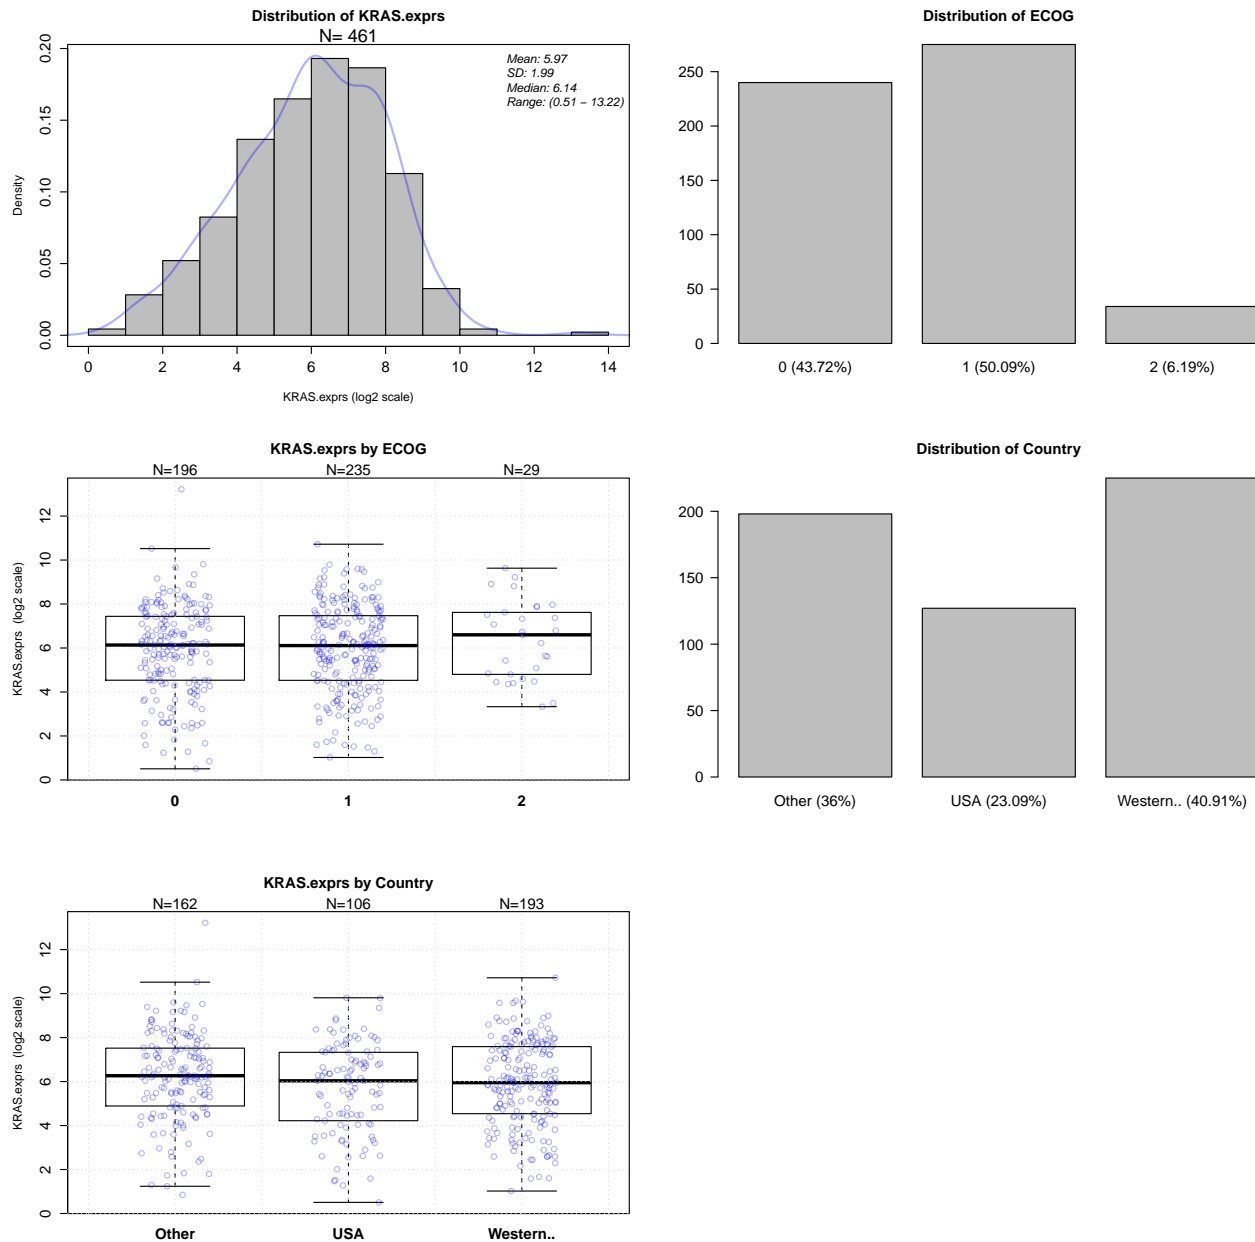 Distribution of KRAS.exprs
N= 461
Mean: 5.97
SD: 1.99
Median: 6.14
Range: (0.51 − 13.22)
Density
0.00 0.05 0.10 0.15 0.20
0 2 4 6 8 10 12 14
KRAS.exprs (log2 scale)
Distribution of ECOG
250
200
150
100
50
0
0 (43.72%) 1 (50.09%) 2 (6.19%)
KRAS.exprs by ECOG
N=196 N=235 N=29
KRAS.exprs (log2 scale)
0 2 4 6 8 10 12
0 1 2
Distribution of Country
200
150
100
50
0
Other (36%) USA (23.09%) Western.. (40.91%)
KRAS.exprs by Country
N=162 N=106 N=193
KRAS.exprs (log2 scale)
0 2 4 6 8 10 12
Other USA Western..